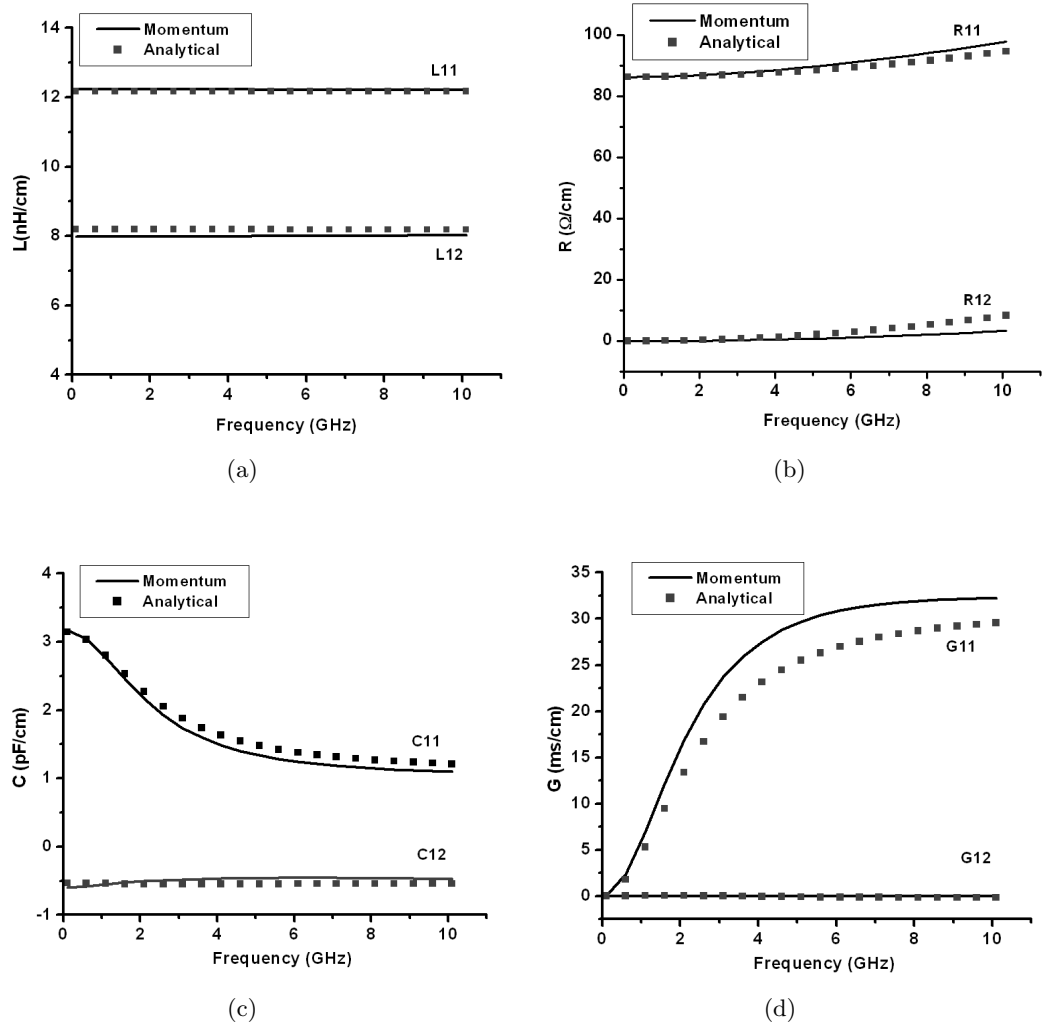 Momentum
Analytical
14
12
10
8
6
4
L(nH/cm)
L11
L12
0 2 4 6 8 10
Frequency (GHz)
(a)
Momentum
Analytical
100
80
60
40
20
0
R (Ω/cm)
R11
R12
0 2 4 6 8 10
Frequency (GHz)
(b)
Momentum
Analytical
4
3
2
1
0
-1
C (pF/cm)
C11
C12
0 2 4 6 8 10
Frequency (GHz)
(c)
Momentum
Analytical
35
30
25
20
15
10
5
0
G (ms/cm)
G11
G12
0 2 4 6 8 10
Frequency (GHz)
(d)